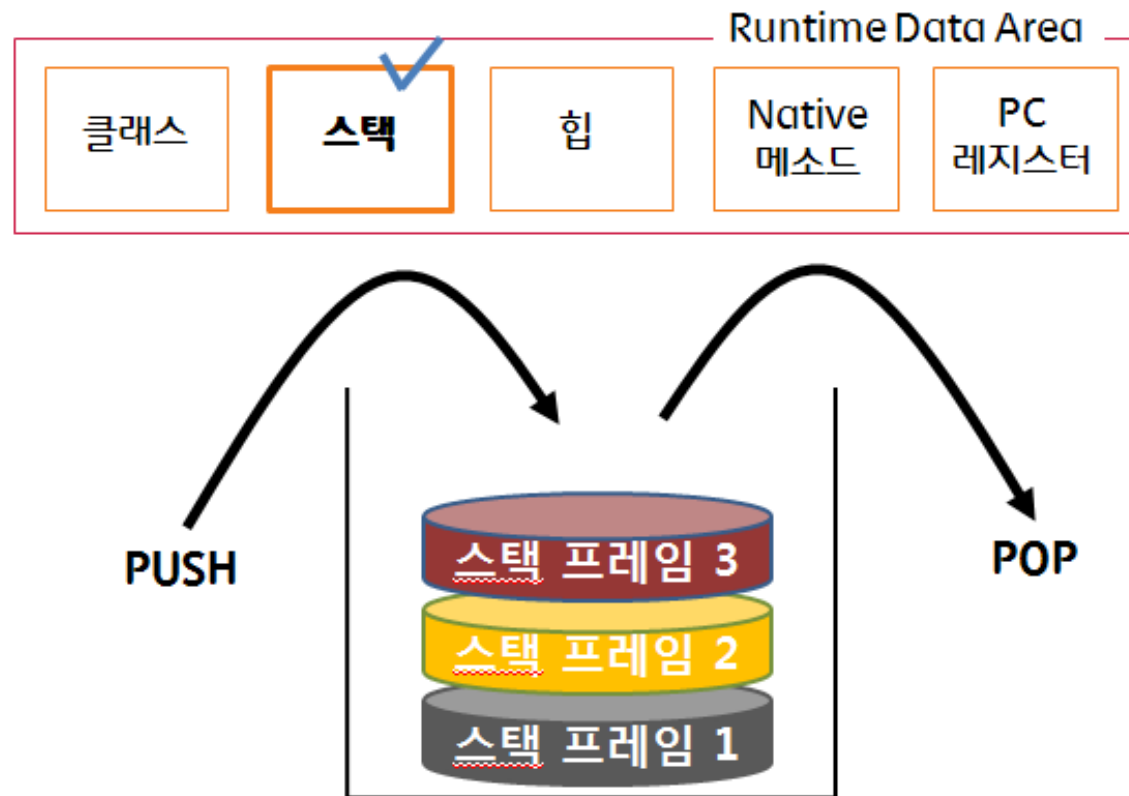 Runtime Data Area
클래스
스택
힙
Native
메소드
PC
레지스터
PUSH
POP
스택 프레임 3
스택 프레임 2
스택 프레임 1